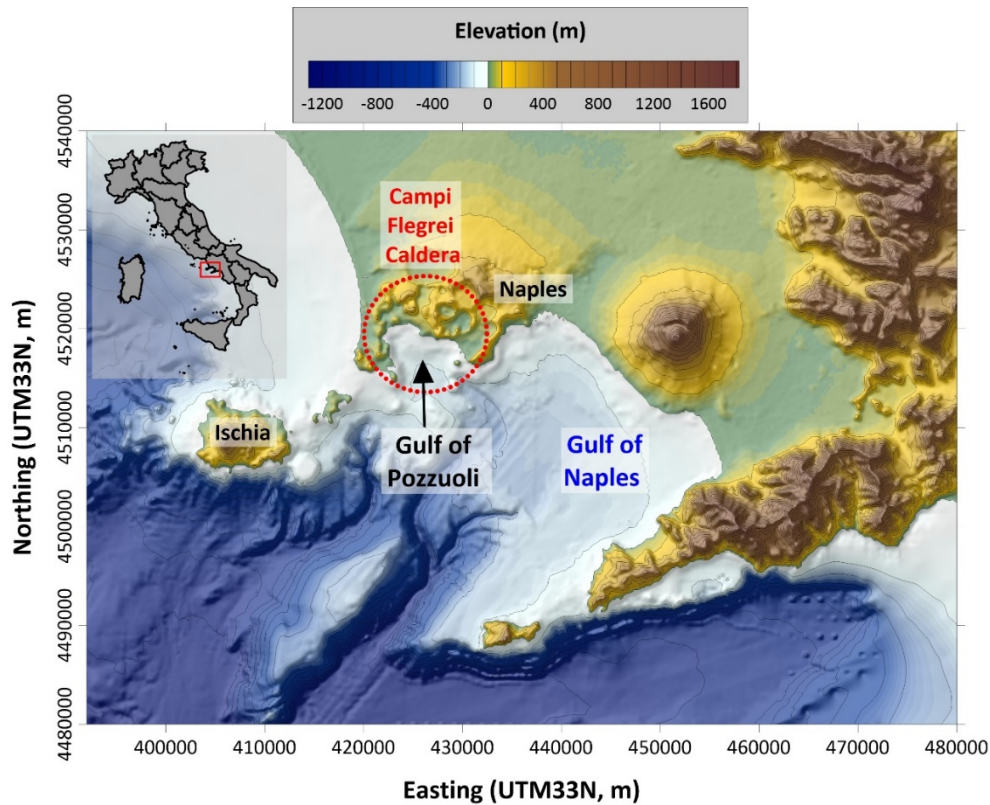 Elevation (m)
-1200 -800 -400 0 400 800 1200 1600
4540000
4530000
4520000
4510000
4500000
4490000
4480000
Northing (UTM33N, m)
Campi
Flegrei
Caldera
Naples
Ischia
Gulf of
Pozzuoli
Gulf of
Naples
400000 410000 420000 430000 440000 450000 460000 470000 480000
Easting (UTM33N, m)